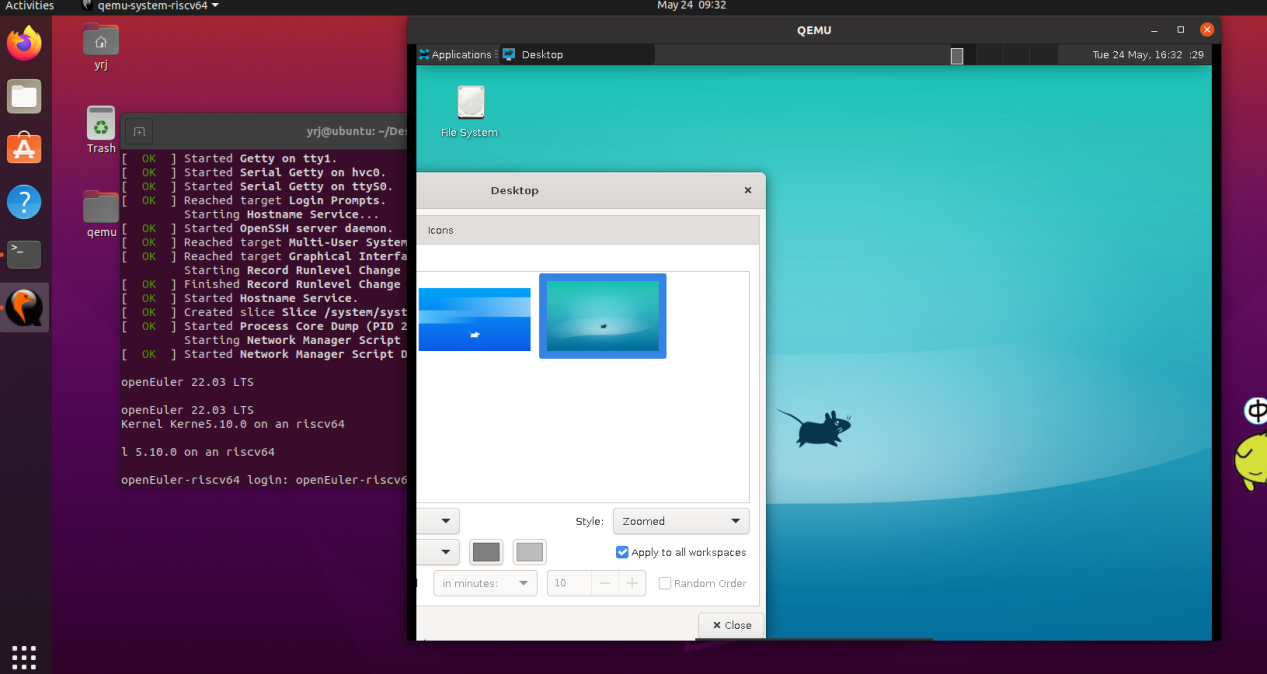 Activities
qemu-system-riscv64
May 24 09:32
yrj
Trash
qemu
yrj@ubuntu: ~/Des
[ OK ] Started Getty on tty1.
[ OK ] Started Serial Getty on hvc0.
[ OK ] Started Serial Getty on ttyS0.
[ OK ] Reached target Login Prompts.
Starting Hostname Service...
[ OK ] Started OpenSSH server daemon.
[ OK ] Reached target Multi-User System
[ OK ] Reached target Graphical Interfa
Starting Record Runlevel Change
[ OK ] Finished Record Runlevel Change
[ OK ] Started Hostname Service.
[ OK ] Created slice Slice /system/syst
[ OK ] Started Process Core Dump (PID 2
Starting Network Manager Script
[ OK ] Started Network Manager Script D
openEuler 22.03 LTS
openEuler 22.03 LTS
Kernel Kerne5.10.0 on an riscv64
l 5.10.0 on an riscv64
openEuler-riscv64 login: openEuler-riscv6
QEMU
Applications
Desktop
Tue 24 May, 16:32 :29
File System
Desktop
Icons
Style:
Zoomed
Apply to all workspaces
in minutes:
10
Random Order
Close
中